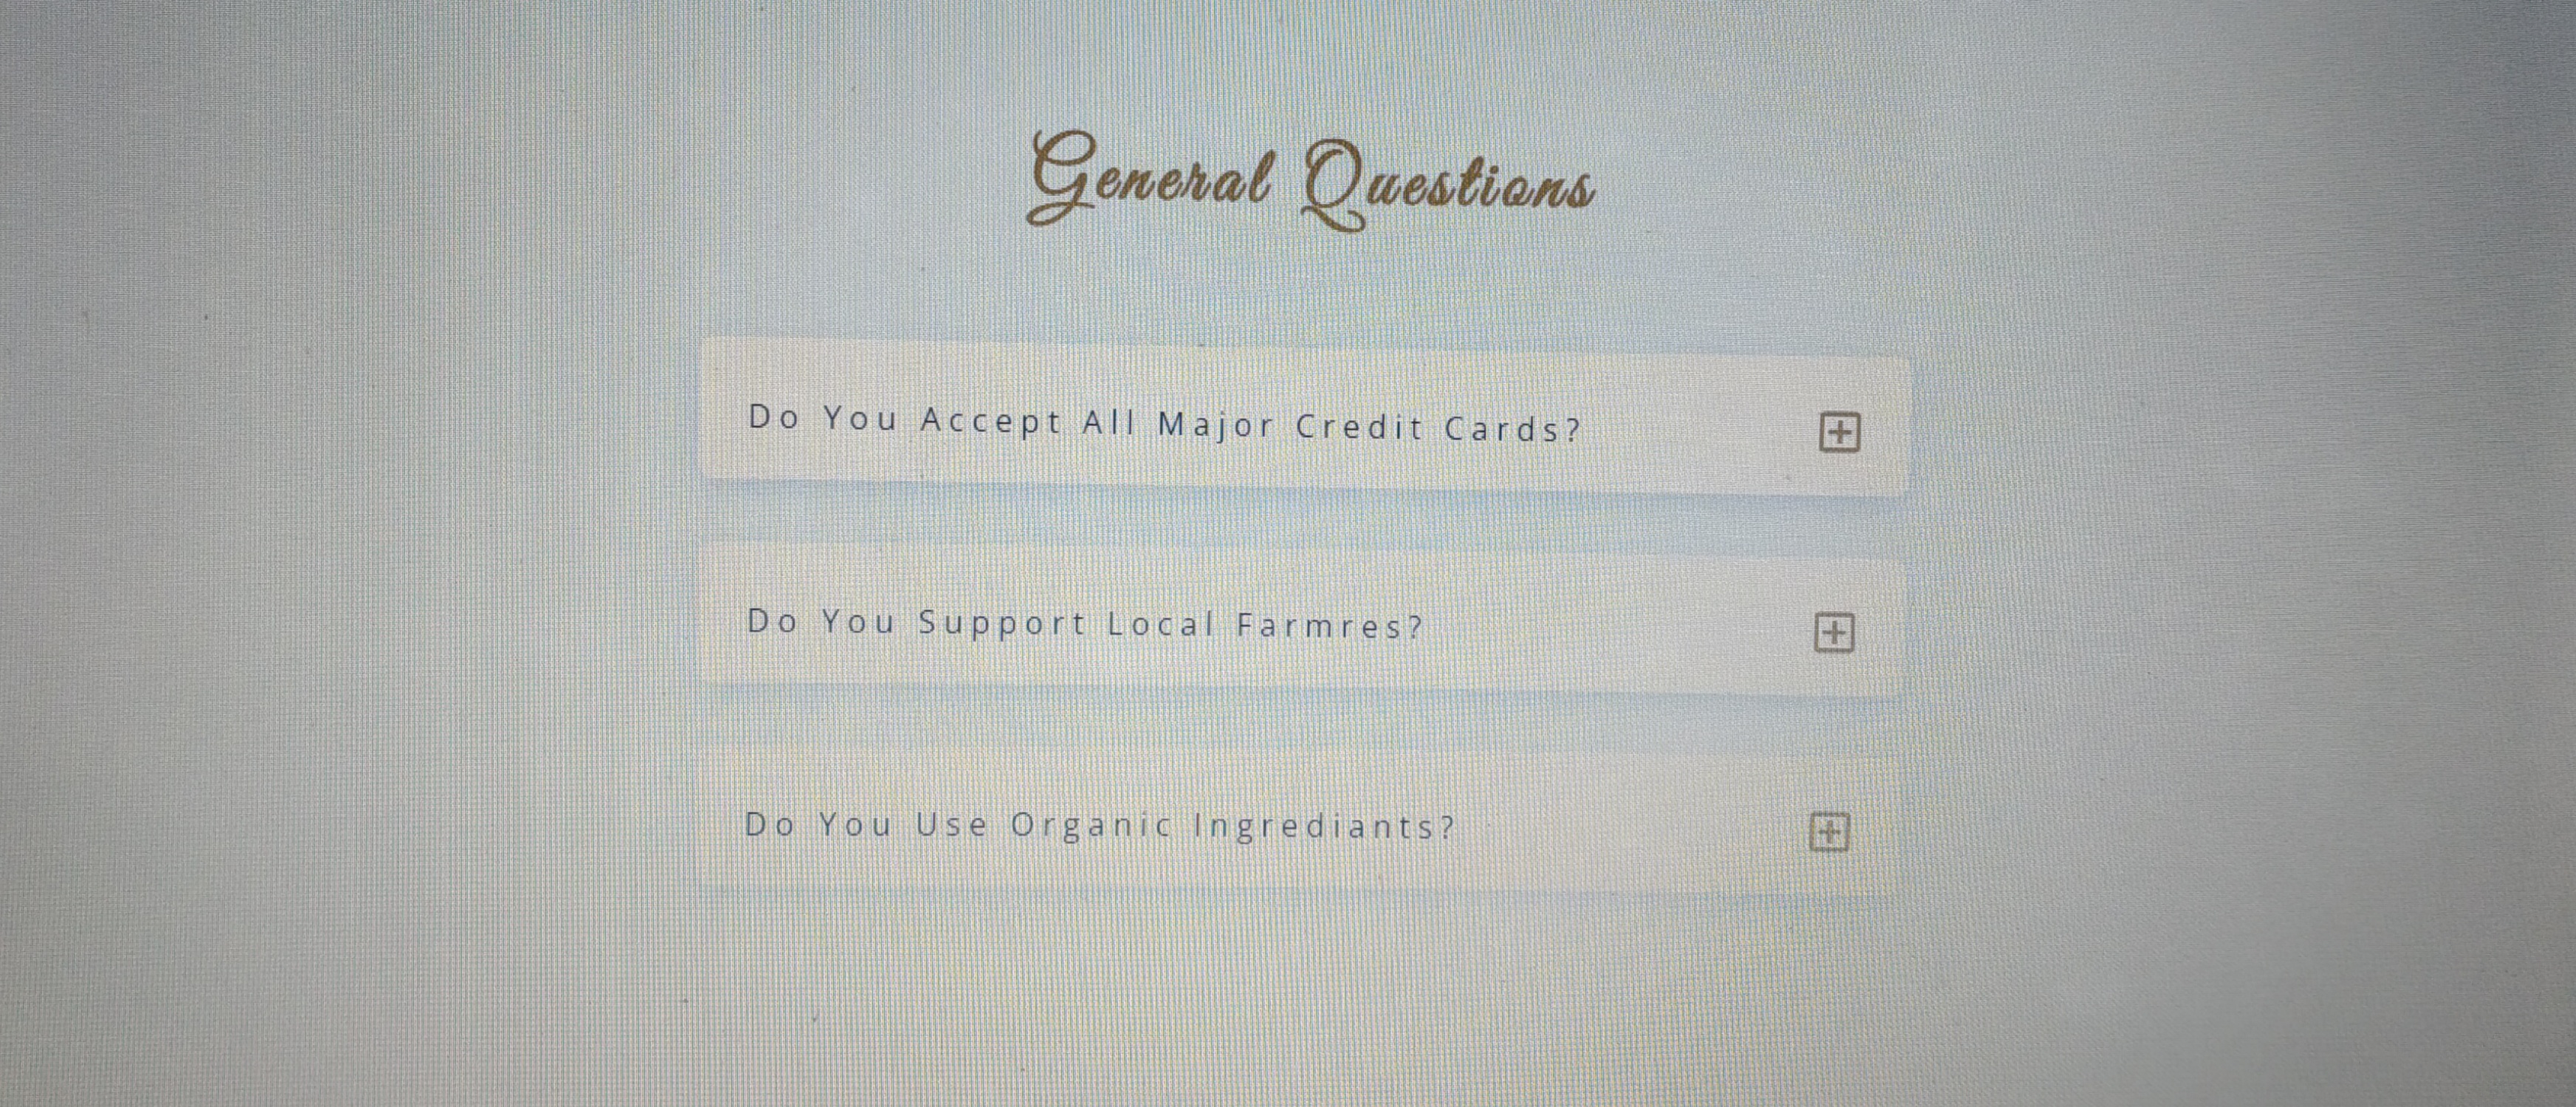 General Questions
Do You Accept All Major Credit Cards?
Do You Support Local Farmres?
Do You Use Organic Ingrediants?